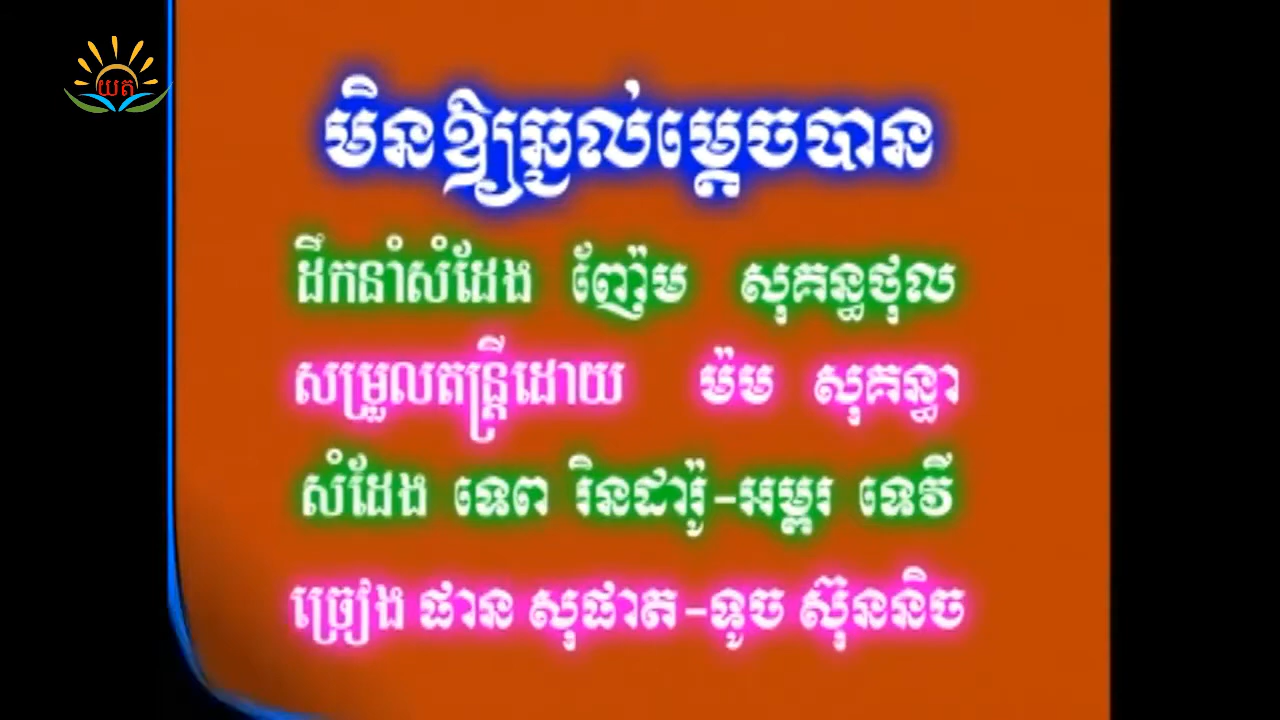 យត
មិនឱ្យឆ្ងល់ម្ដេចបាន
ដឹកនាំសំដែង ញ៉ែម សុគន្ធថុល
សម្រួលតន្ត្រីដោយ ម៉ម សុគន្ធា
សំដែង ទេព រិនដារ៉ូ-អម្ពរ ទេវី
ច្រៀង ផាន សុផាត-ទូច ស៊ុននិច